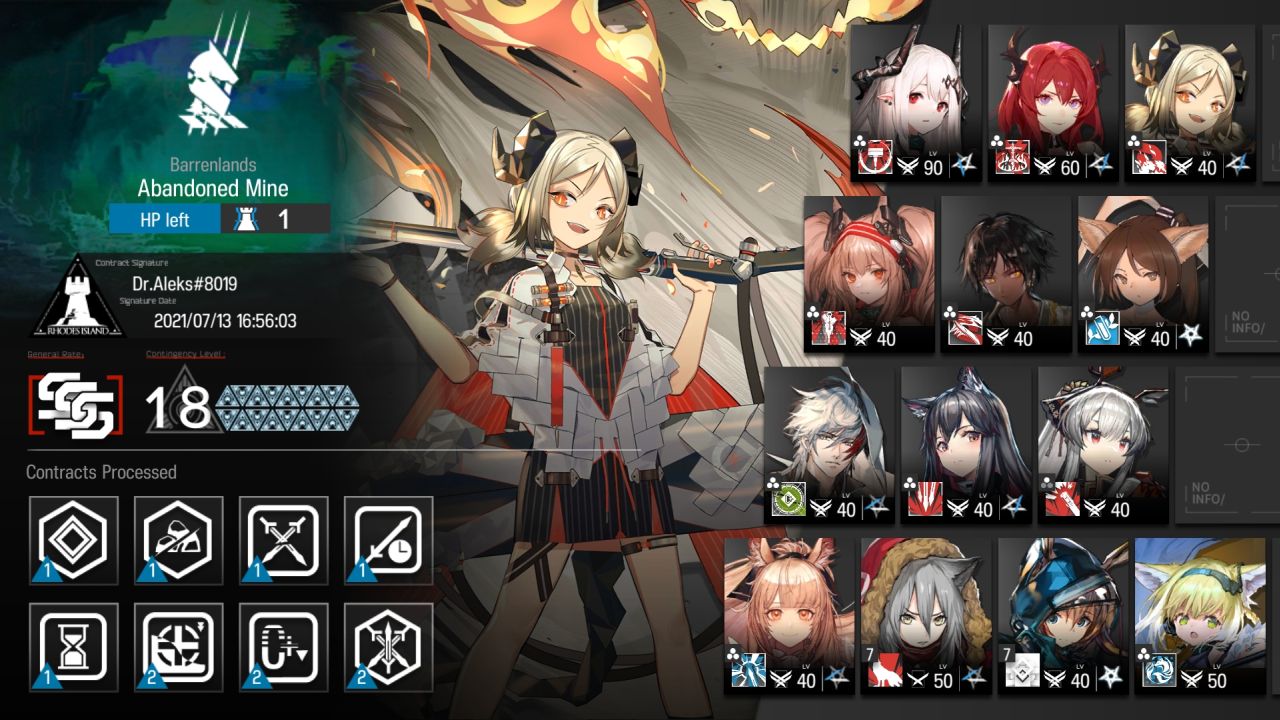 Barrenlands
Abandoned Mine
HP left 1
Contract Signature
Dr.Aleks#8019
Signature Date
2021/07/13 16:56:03
RHODES ISLAND
General Rate:
Contingency Level:
SSS
18
Contracts Processed
1
1
1
1
1
2
2
2
LV
90
LV
60
LV
40
LV
40
LV
40
LV
40
NO
INFO/
LV
40
LV
40
LV
40
NO
INFO/
LV
40
7
LV
50
7
LV
40
LV
50